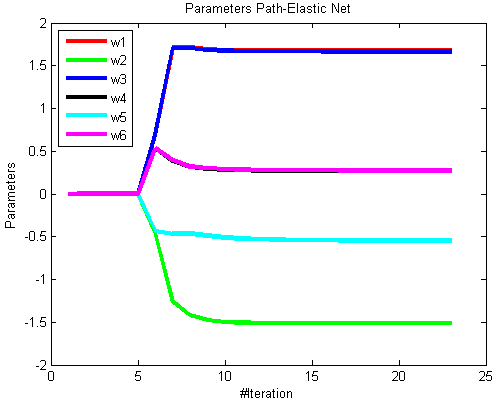 Parameters Path-Elastic Net
2
1.5
1
0.5
0
-0.5
-1
-1.5
-2
Parameters
w1
w2
w3
w4
w5
w6
0 5 10 15 20 25
#Iteration